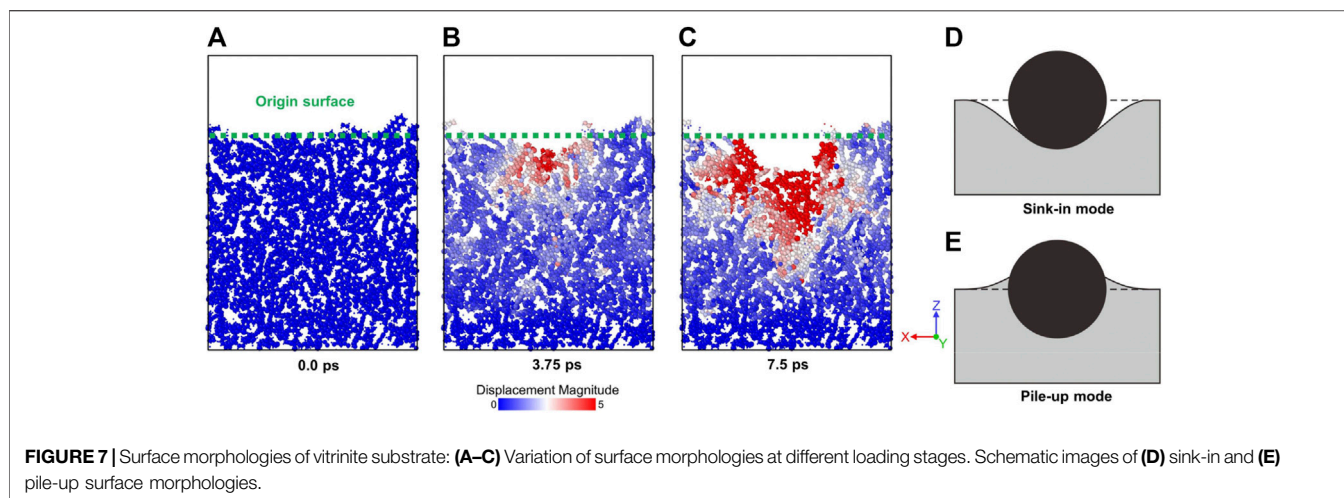 A
B
C
D
Origin surface
Sink-in mode
E
Z
X
Y
0.0 ps
3.75 ps
7.5 ps
Displacement Magnitude
0
5
Pile-up mode
FIGURE 7 | Surface morphologies of vitrinite substrate: (A–C) Variation of surface morphologies at different loading stages. Schematic images of (D) sink-in and (E)
pile-up surface morphologies.